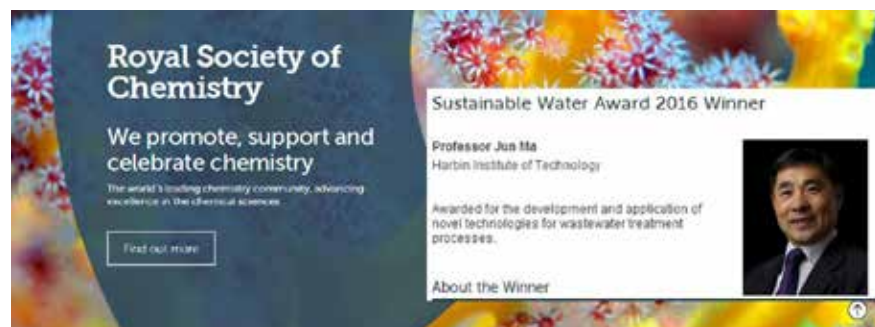 Royal Society of
Chemistry
We promote, support and
celebrate chemistry
The world's leading chemistry community, advancing
excellence in the chemical sciences
Find out more
Sustainable Water Award 2016 Winner
Professor Jun Ma
Harbin Institute of Technology
Awarded for the development and application of
novel technologies for wastewater treatment
processes.
About the Winner